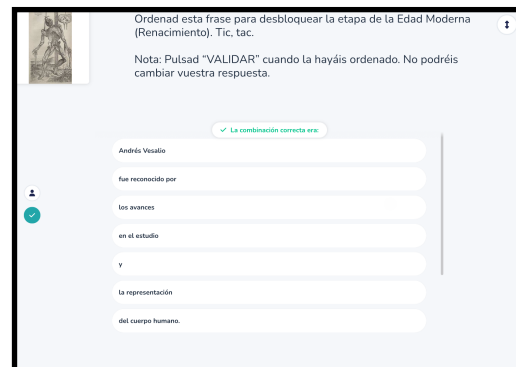 Ordenad esta frase para desbloquear la etapa de la Edad Moderna
(Renacimiento). Tic, tac.
Nota: Pulsad “VALIDAR” cuando la hayáis ordenado. No podréis
cambiar vuestra respuesta.
La combinación correcta era:
Andrés Vesalio
fue reconocido por
los avances
en el estudio
y
la representación
del cuerpo humano.